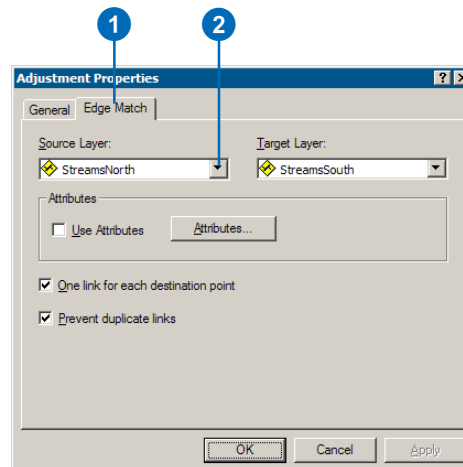 1 2
Adjustment Properties
General Edge Match
Source Layer: Target Layer:
StreamsNorth StreamsSouth
Attributes
Use Attributes Attributes...
One link for each destination point
Prevent duplicate links
OK Cancel Apply